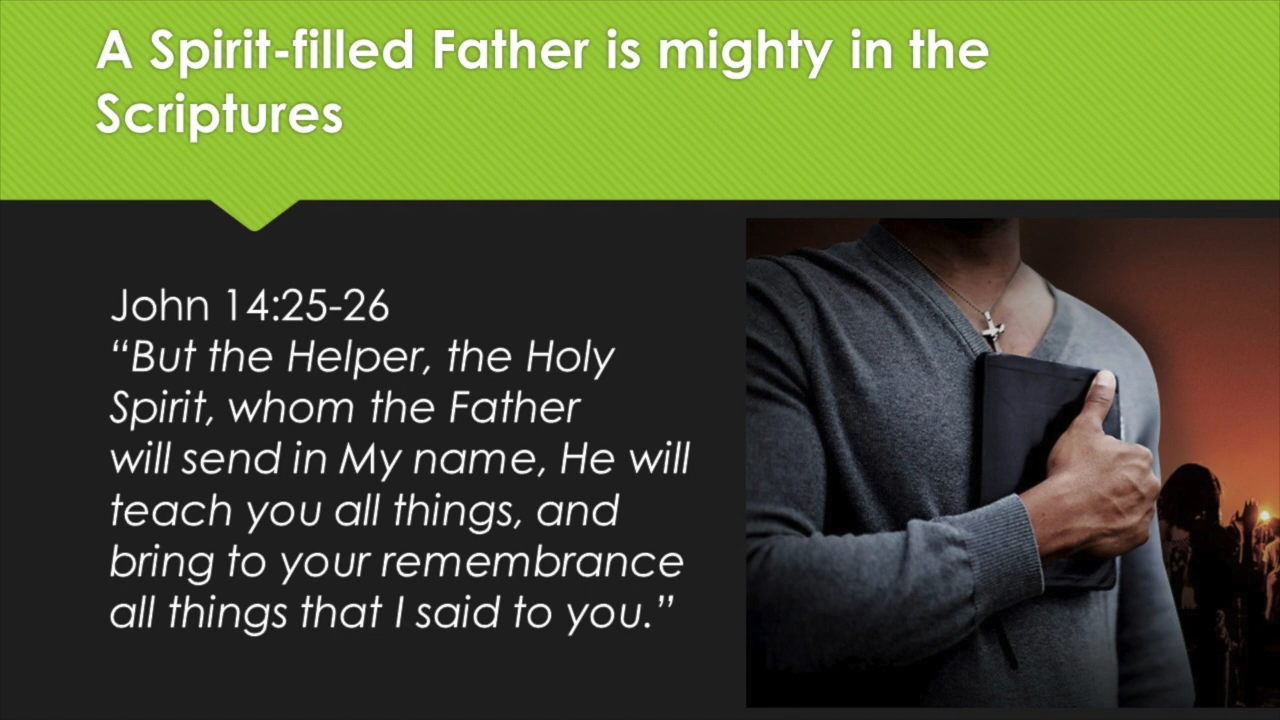 A Spirit-filled Father is mighty in the
Scriptures
John 14:25-26
“But the Helper, the Holy
Spirit, whom the Father
will send in My name, He will
teach you all things, and
bring to your remembrance
all things that I said to you.”